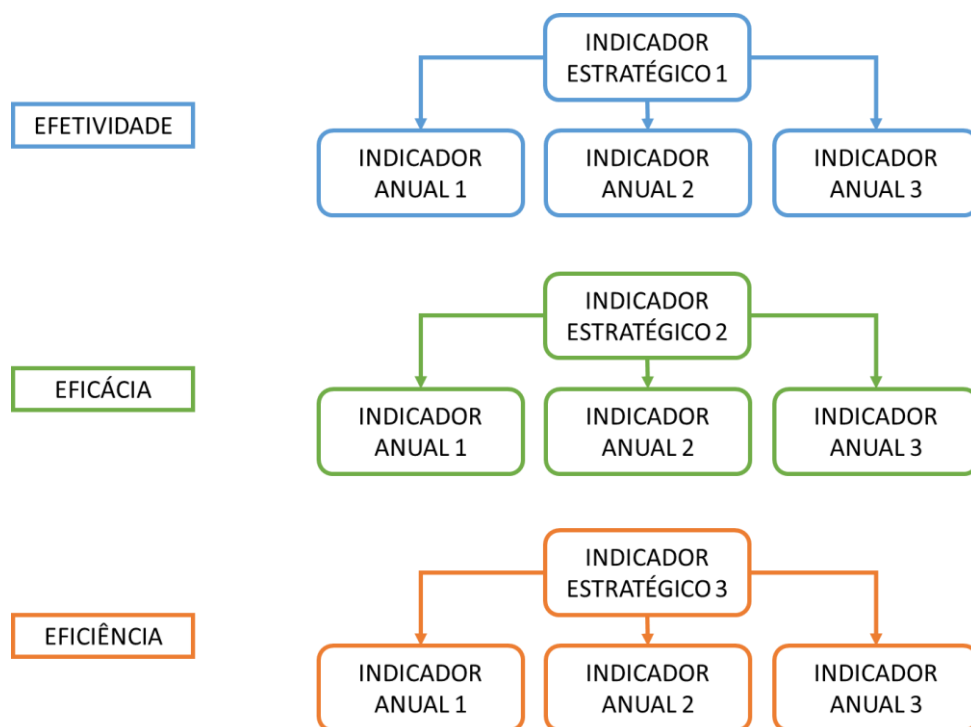 INDICADOR
ESTRATÉGICO 1
EFETIVIDADE
INDICADOR
ANUAL 1
INDICADOR
ANUAL 2
INDICADOR
ANUAL 3
INDICADOR
ESTRATÉGICO 2
EFICÁCIA
INDICADOR
ANUAL 1
INDICADOR
ANUAL 2
INDICADOR
ANUAL 3
INDICADOR
ESTRATÉGICO 3
EFICIÊNCIA
INDICADOR
ANUAL 1
INDICADOR
ANUAL 2
INDICADOR
ANUAL 3